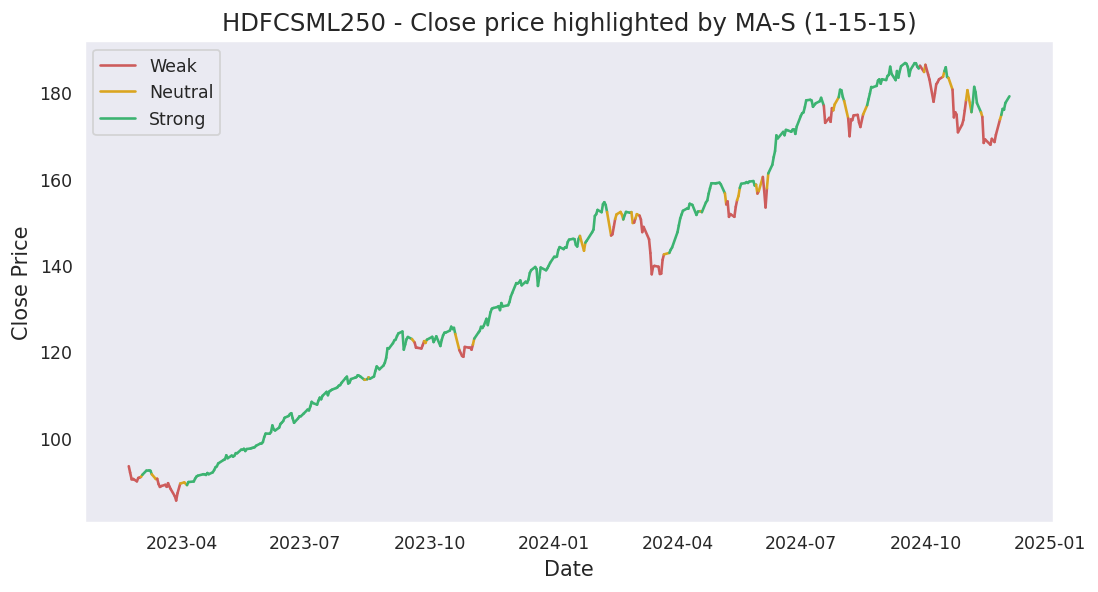 HDFCSML250 - Close price highlighted by MA-S (1-15-15)
Weak
Neutral
Strong
Close Price
180
160
140
120
100
2023-04 2023-07 2023-10 2024-01 2024-04 2024-07 2024-10 2025-01
Date